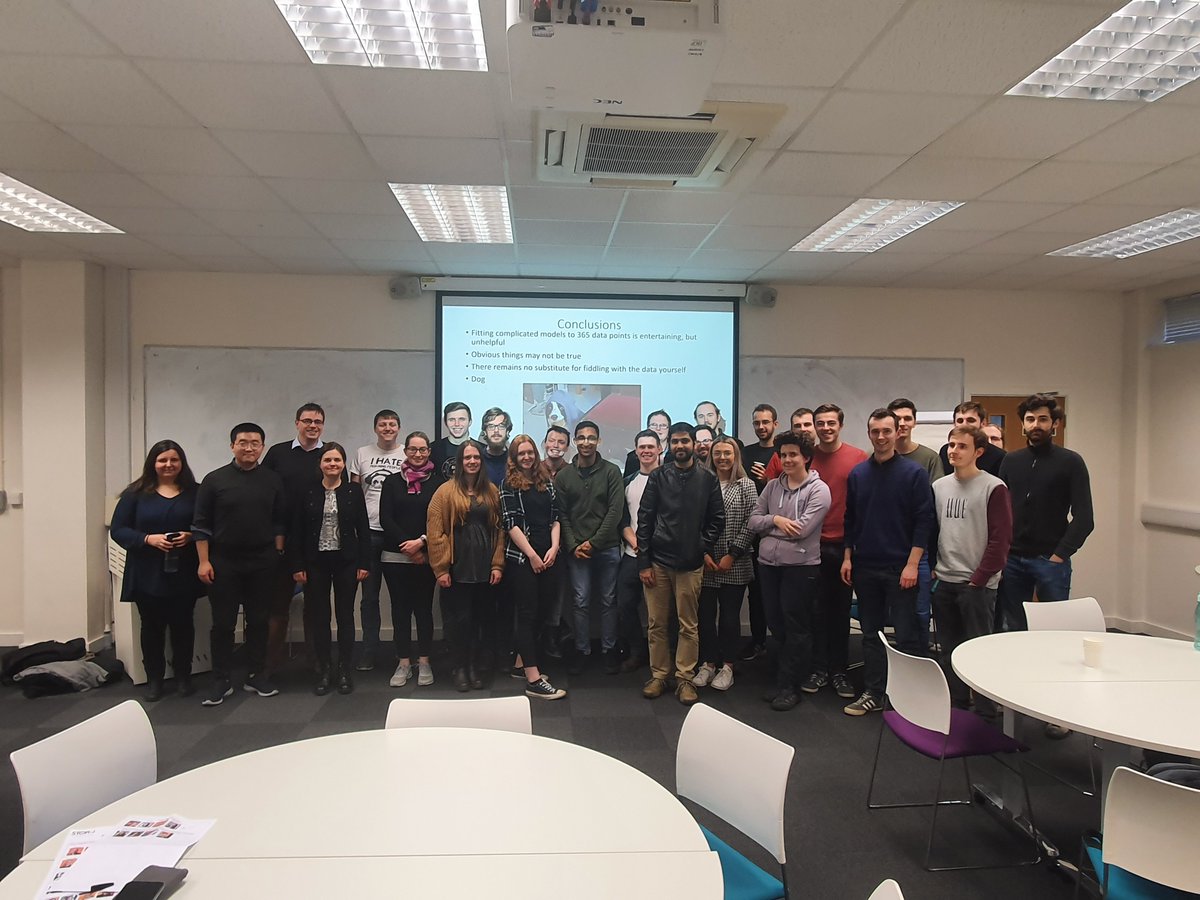 NEC
Conclusions
• Fitting complicated models to 365 data points is entertaining, but
unhelpful
• Obvious things may not be true
• There remains no substitute for fiddling with the data yourself
• Dog
I HATE
HUE